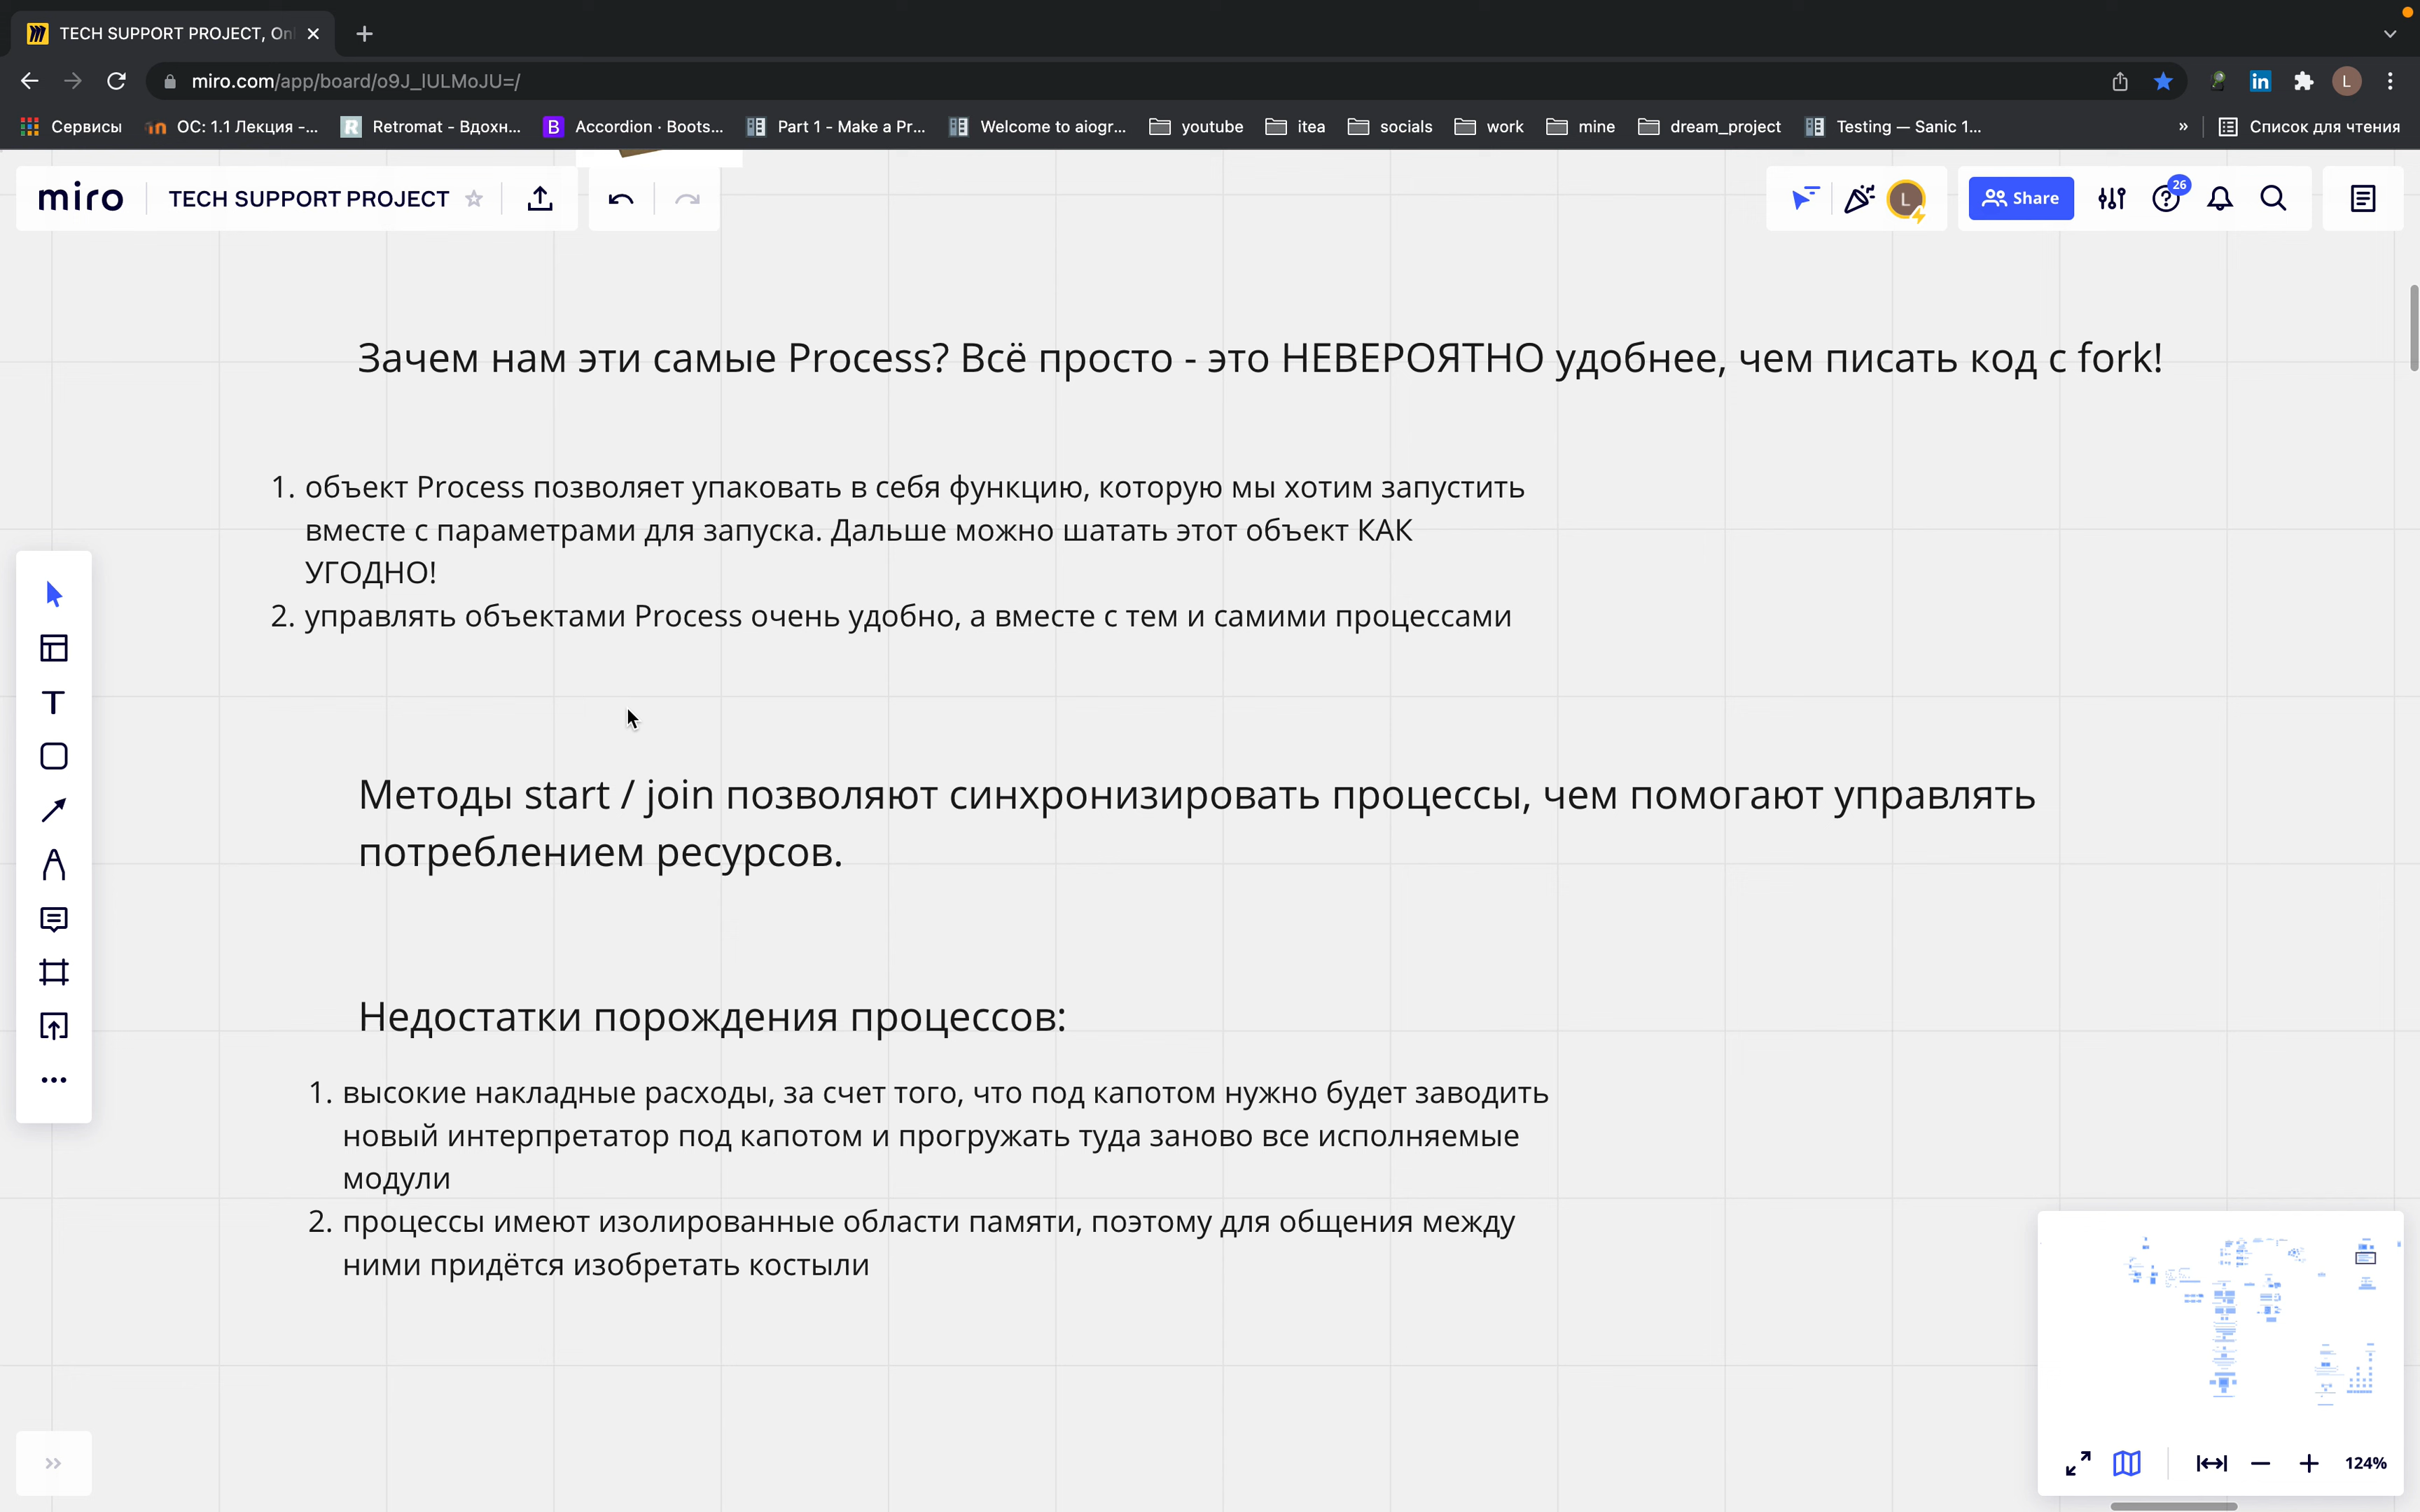 TECH SUPPORT PROJECT, Onl
miro.com/app/board/o9J_lULMoJU=/
L
Сервисы
ОС: 1.1 Лекция -...
Retromat - Вдохн...
Accordion · Boots...
Part 1 - Make a Pr...
Welcome to aiogr...
youtube
itea
socials
work
mine
dream_project
Testing — Sanic 1...
»
Список для чтения
miro
TECH SUPPORT PROJECT
L
Share
26
Зачем нам эти самые Process? Всё просто - это НЕВЕРОЯТНО удобнее, чем писать код с fork!
1. объект Process позволяет упаковать в себя функцию, которую мы хотим запустить
вместе с параметрами для запуска. Дальше можно шатать этот объект КАК
УГОДНО!
2. управлять объектами Process очень удобно, а вместе с тем и самими процессами
Методы start / join позволяют синхронизировать процессы, чем помогают управлять
потреблением ресурсов.
Недостатки порождения процессов:
1. высокие накладные расходы, за счет того, что под капотом нужно будет заводить
новый интерпретатор под капотом и прогружать туда заново все исполняемые
модули
2. процессы имеют изолированные области памяти, поэтому для общения между
ними придётся изобретать костыли
124%